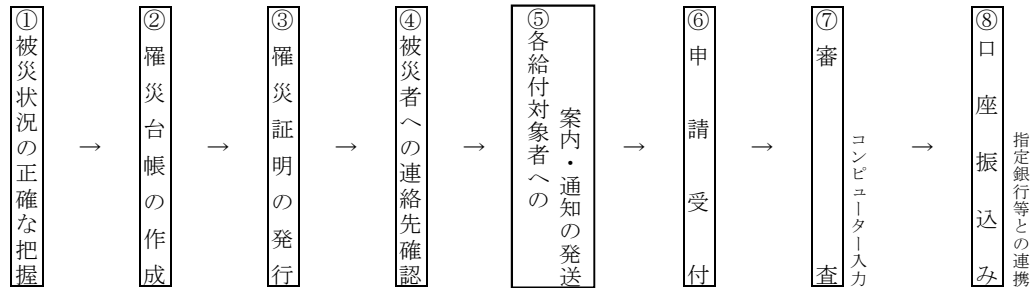 ①被災状況の正確な把握
→
②罹災台帳の作成
→
③罹災証明の発行
→
④被災者への連絡先確認
→
⑤各給付対象者への
案内・通知の発送
→
⑥申請受付
→
⑦審査
コンピューター入力
→
⑧口座振込み
指定銀行等との連携